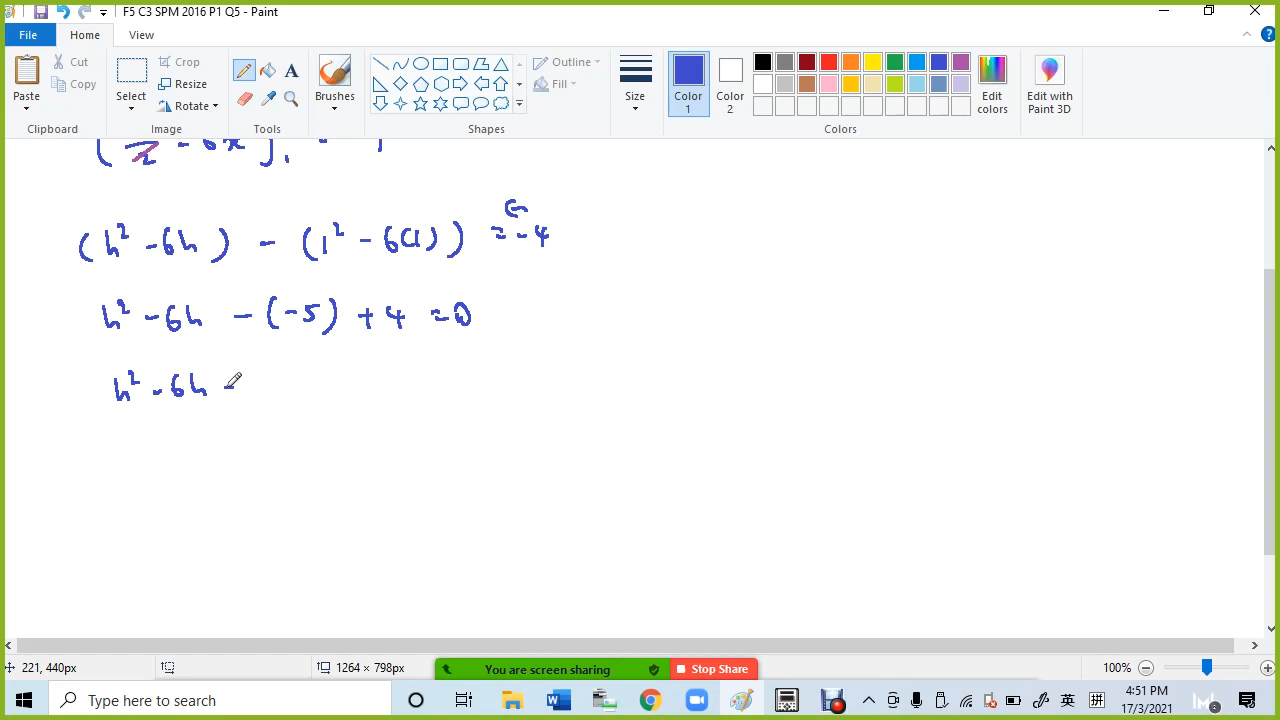 F5 C3 SPM 2016 P1 Q5 - Paint
File Home View
Paste Cut Copy Select Crop Resize Rotate Brushes Outline Fill Size Color 1 Color 2 Edit colors Edit with Paint 3D
Clipboard Image Tools Shapes Colors
(h² - 6h) - (1² - 6(1)) = -4
h² - 6h - (-5) + 4 = 0
h² - 6h -
221, 440px 1264 × 798px You are screen sharing Stop Share 100%
Type here to search 英 拼 4:51 PM
17/3/2021